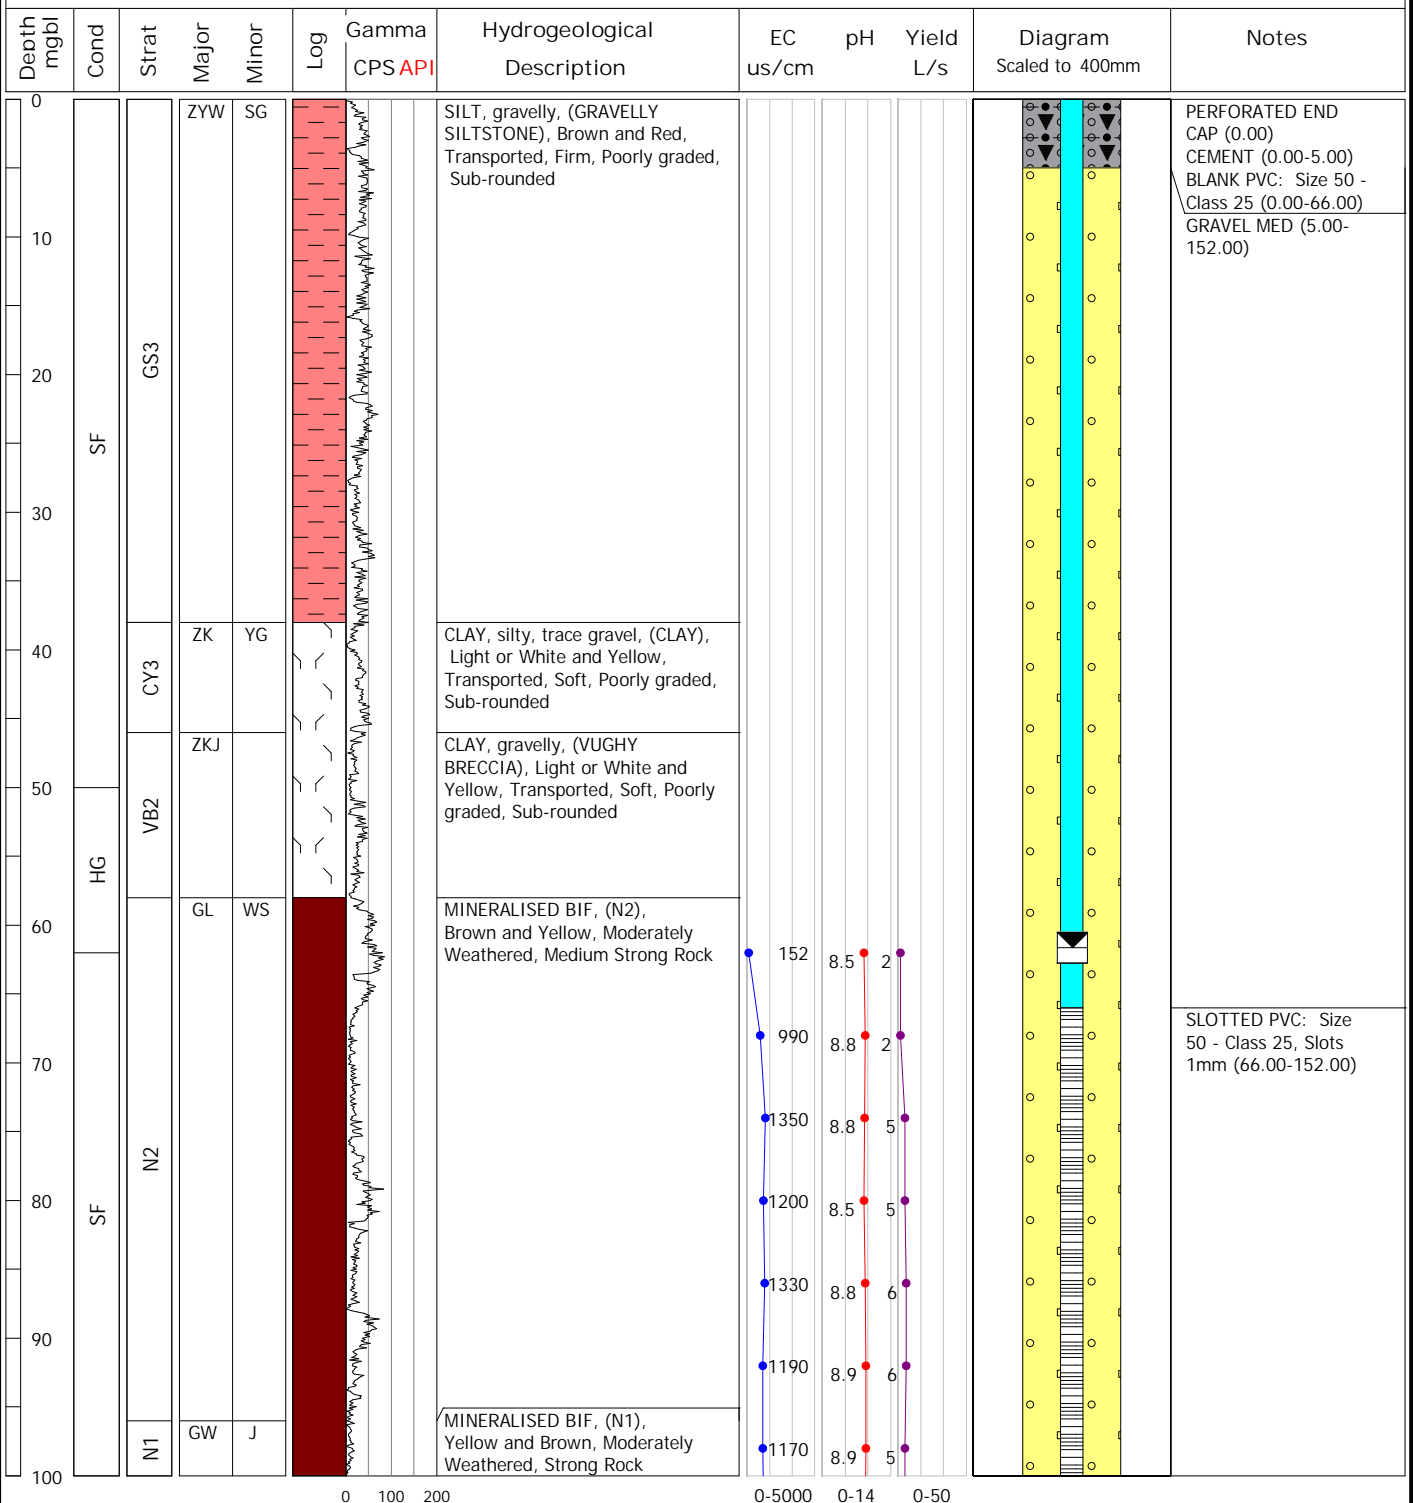 Depth
mgbl
Cond
Strat
Major
Minor
Log
Gamma
CPS API
Hydrogeological
Description
EC
us/cm
pH
Yield
L/s
Diagram
Scaled to 400mm
Notes
0
10
20
30
40
50
60
70
80
90
100
SF
HG
SF
GS3
CY3
VB2
N2
N1
ZYW SG
ZK YG
ZKJ
GL WS
GW J
SILT, gravelly, (GRAVELLY
SILTSTONE), Brown and Red,
Transported, Firm, Poorly graded,
Sub-rounded
CLAY, silty, trace gravel, (CLAY),
Light or White and Yellow,
Transported, Soft, Poorly graded,
Sub-rounded
CLAY, gravelly, (VUGHY
BRECCIA), Light or White and
Yellow, Transported, Soft, Poorly
graded, Sub-rounded
MINERALISED BIF, (N2),
Brown and Yellow, Moderately
Weathered, Medium Strong Rock
MINERALISED BIF, (N1),
Yellow and Brown, Moderately
Weathered, Strong Rock
152 8.5 2
990 8.8 2
1350 8.8 5
1200 8.5 5
1330 8.8 6
1190 8.9 6
1170 8.9 5
PERFORATED END
CAP (0.00)
CEMENT (0.00-5.00)
BLANK PVC: Size 50 -
Class 25 (0.00-66.00)
GRAVEL MED (5.00-
152.00)
SLOTTED PVC: Size
50 - Class 25, Slots
1mm (66.00-152.00)
0 100 200
0-5000 0-14 0-50